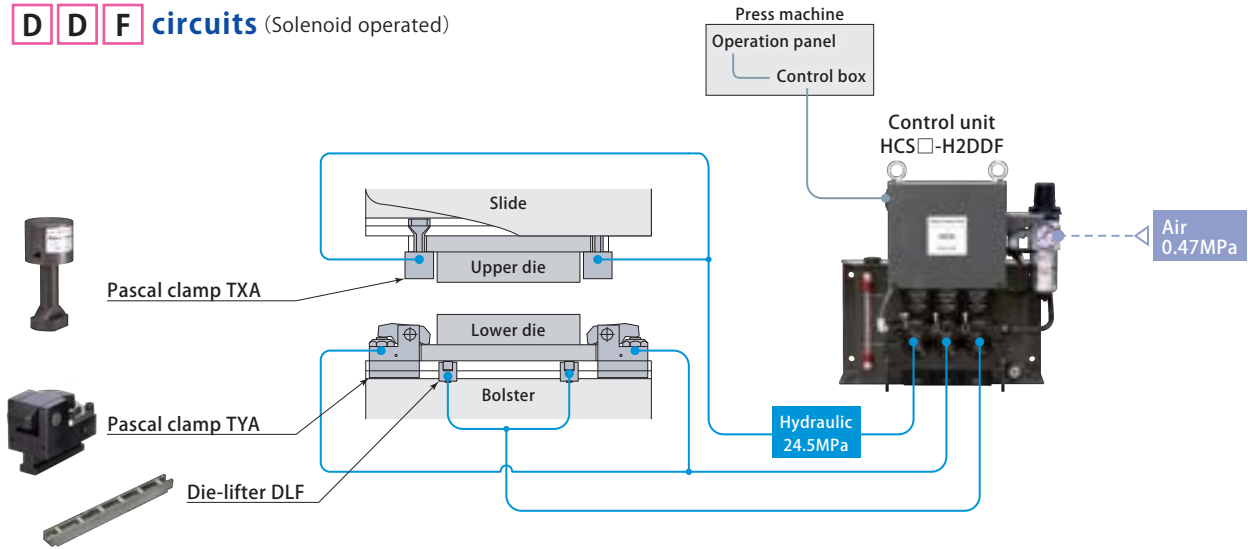 D D F circuits (Solenoid operated)
Press machine
Operation panel
Control box
Control unit
HCS□-H2DDF
Air
0.47MPa
Slide
Upper die
Pascal clamp TXA
Lower die
Bolster
Pascal clamp TYA
Hydraulic
24.5MPa
Die-lifter DLF